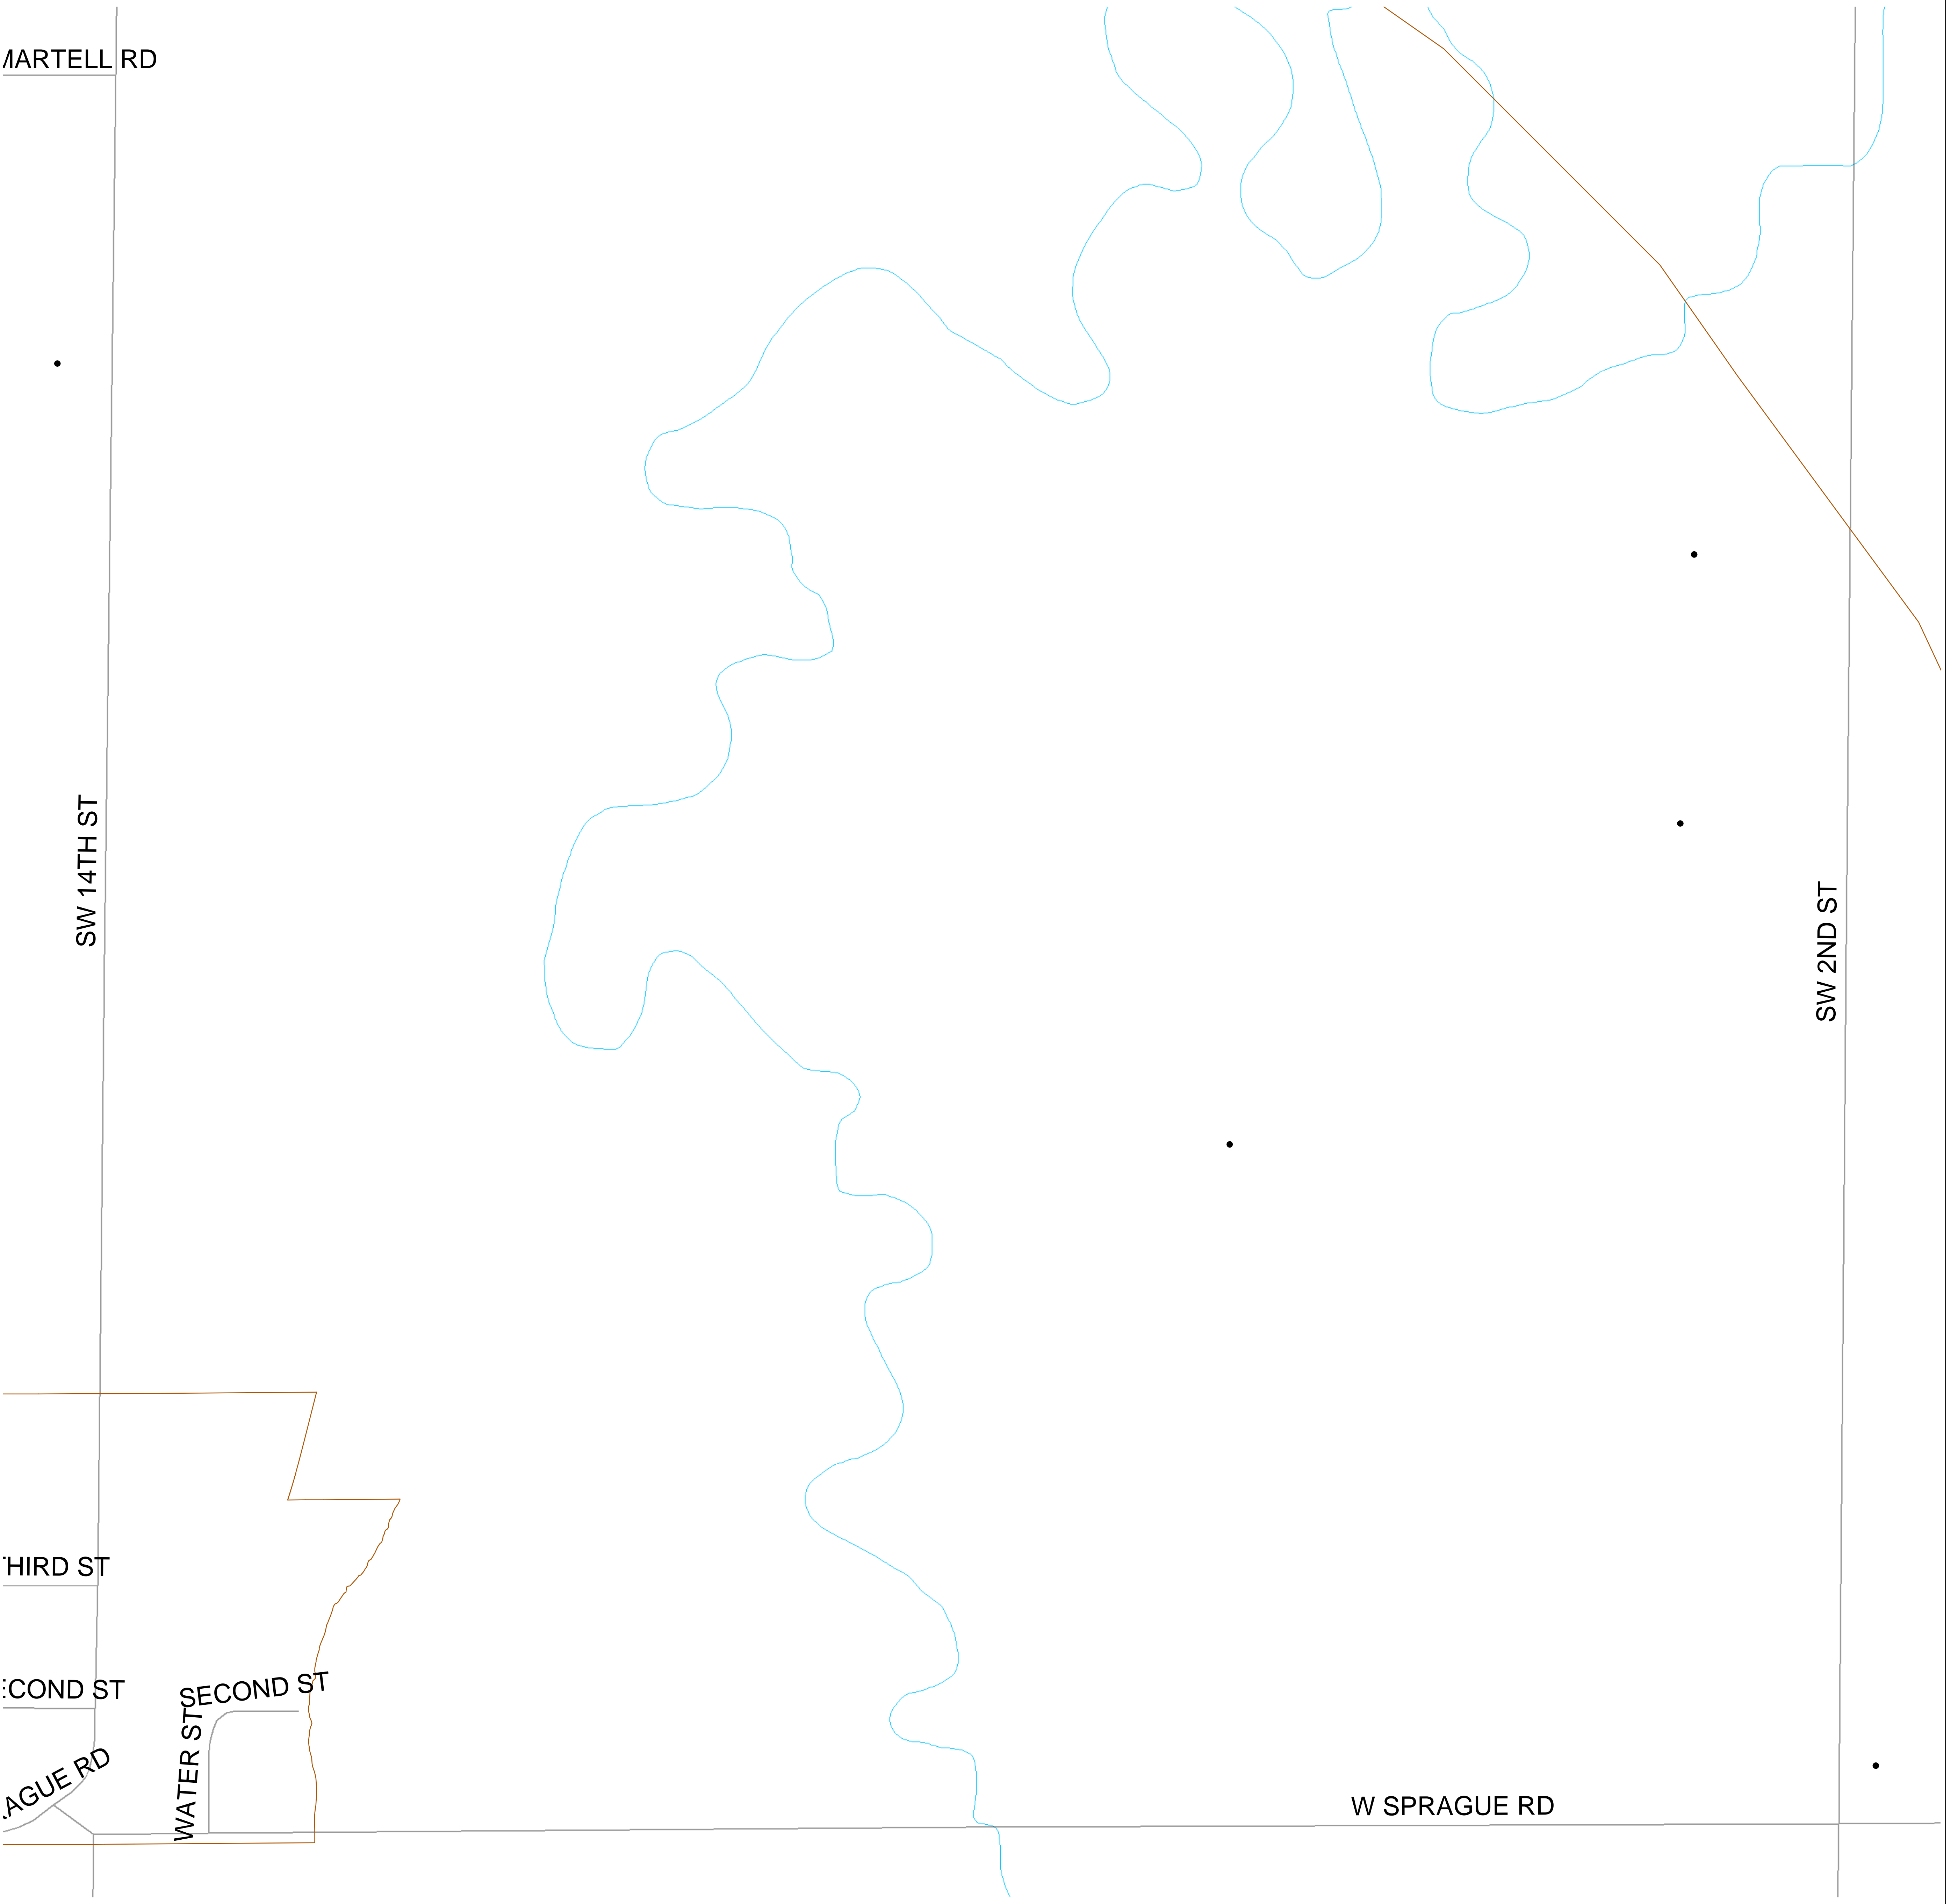 MARTELL RD
SW 14TH ST
SW 2ND ST
HIRD ST
ECOND ST
SECOND ST
WATER ST
AGUE RD
W SPRAGUE RD